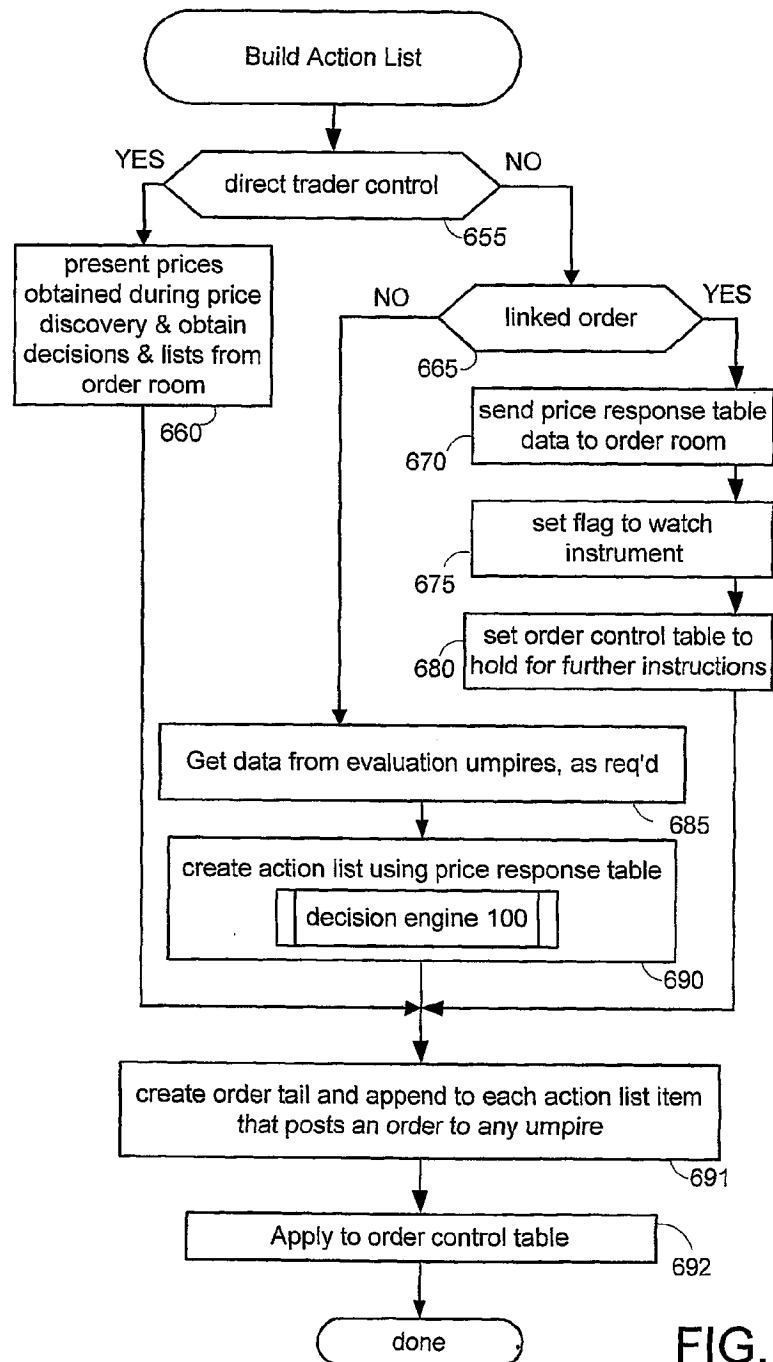 Build Action List
YES
NO
direct trader control
655
present prices
obtained during price
discovery & obtain
decisions & lists from
order room
660
NO
YES
linked order
665
send price response table
data to order room
670
set flag to watch
instrument
675
set order control table to
hold for further instructions
680
Get data from evaluation umpires, as req'd
685
create action list using price response table
decision engine 100
690
create order tail and append to each action list item
that posts an order to any umpire
691
Apply to order control table
692
done
FIG.